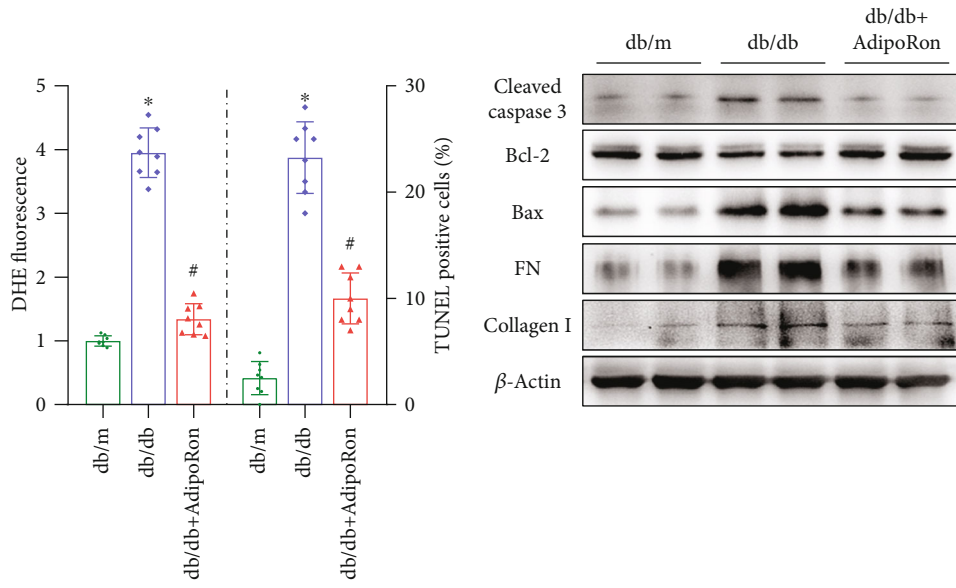 5
4
3
2
1
0
DHE fluorescence
*
#
db/m
db/db
db/db+AdipoRon
*
#
db/m
db/db
db/db+AdipoRon
30
20
10
0
TUNEL positive cells (%)
db/m
db/db
db/db+
AdipoRon
Cleaved
caspase 3
Bcl-2
Bax
FN
Collagen I
β-Actin